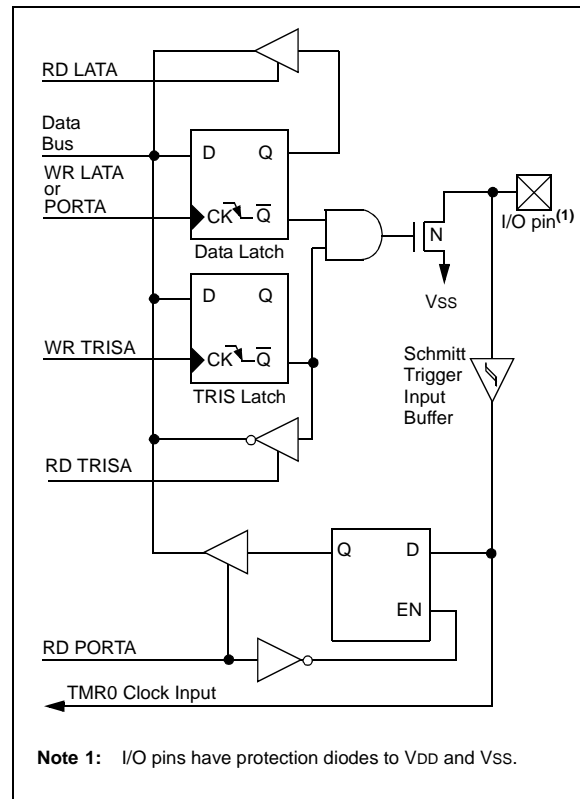 RD LATA
Data
Bus
WR LATA
or
PORTA
D Q
CK Q̅
Data Latch
N
I/O pin(1)
VSS
D Q
WR TRISA
CK Q̅
TRIS Latch
Schmitt
Trigger
Input
Buffer
RD TRISA
Q D
EN
RD PORTA
TMR0 Clock Input
Note 1: I/O pins have protection diodes to VDD and VSS.